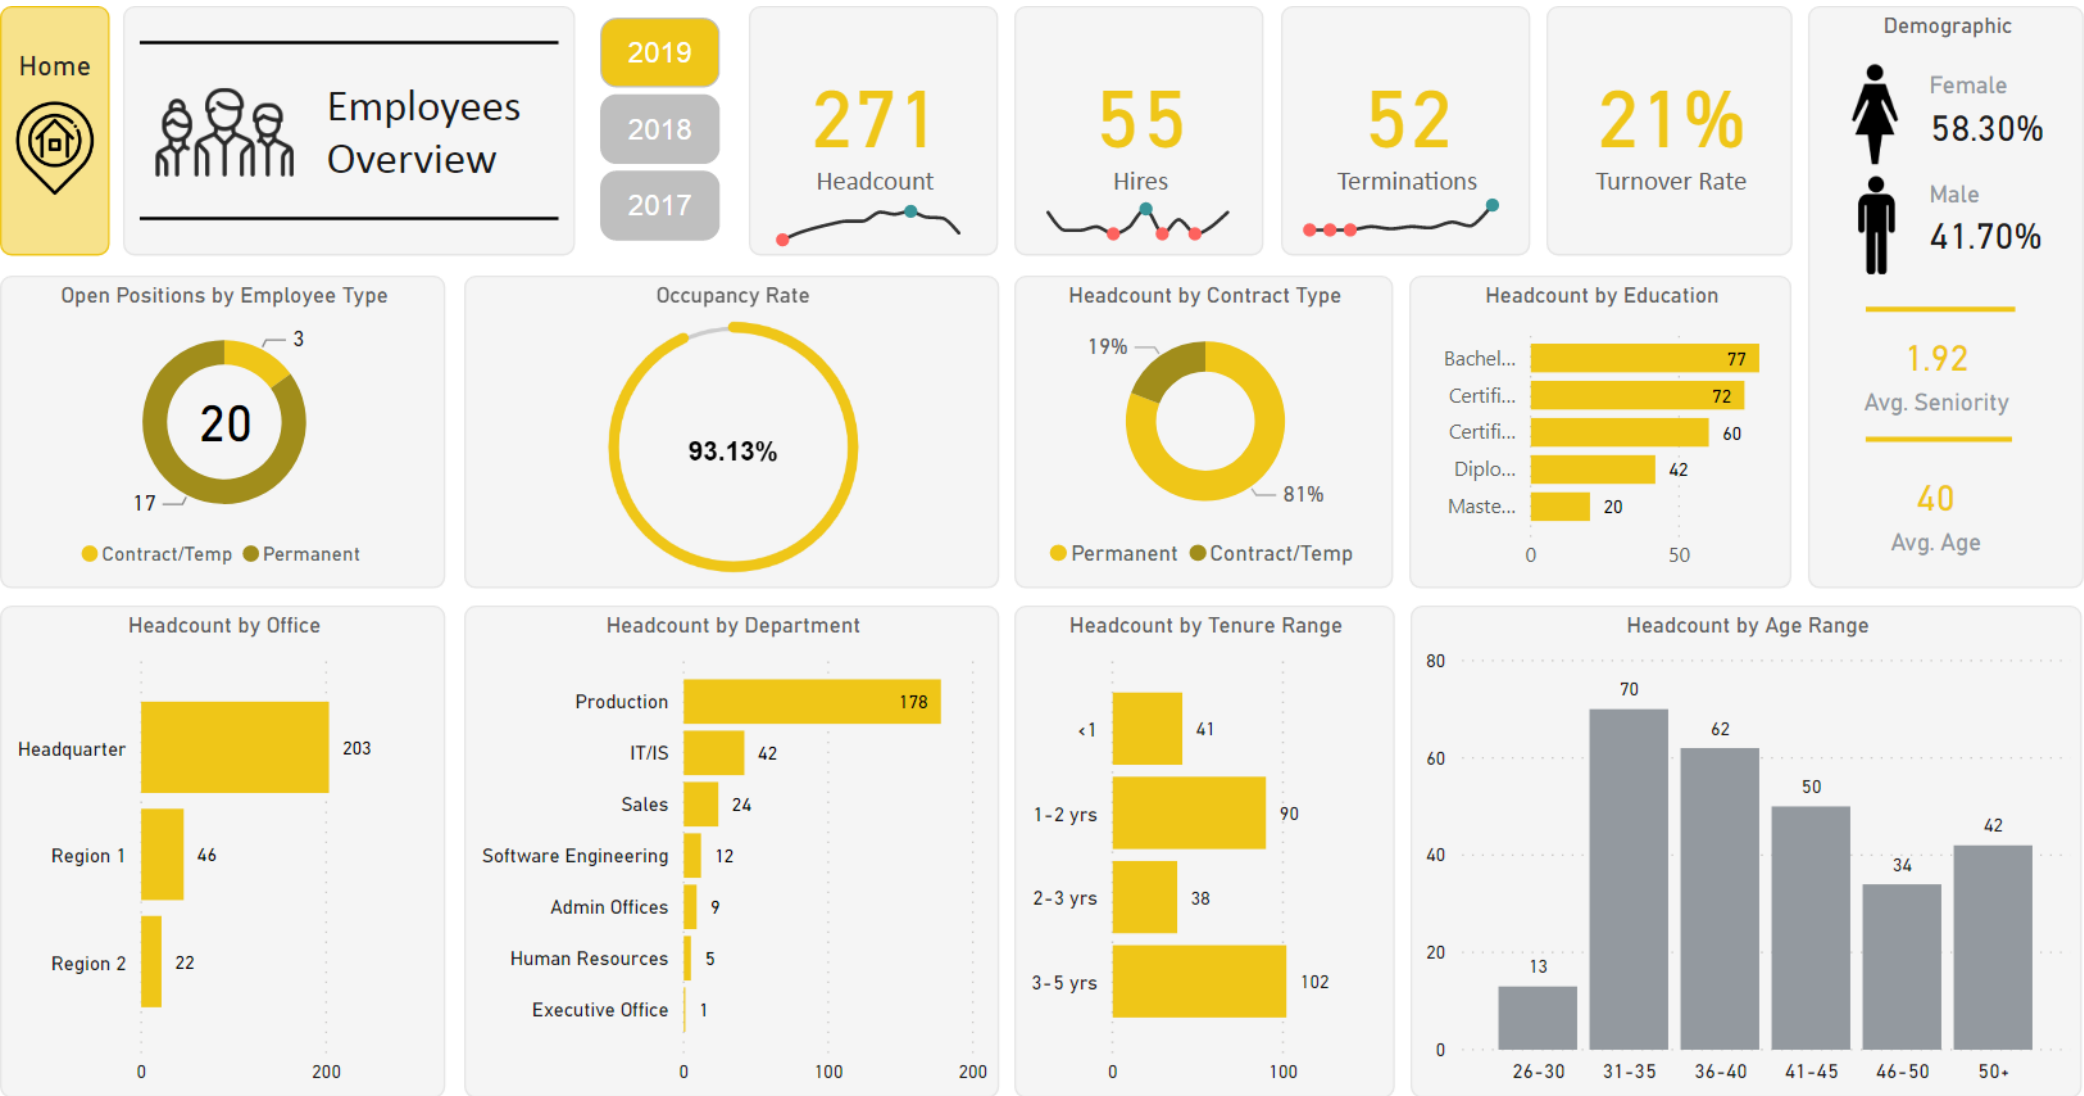 Home
Employees
Overview
2019
2018
2017
271
Headcount
55
Hires
52
Terminations
21%
Turnover Rate
Demographic
Female
58.30%
Male
41.70%
1.92
Avg. Seniority
40
Avg. Age
Open Positions by Employee Type
3
20
17
Contract/Temp Permanent
Occupancy Rate
93.13%
Headcount by Contract Type
19%
81%
Permanent Contract/Temp
Headcount by Education
Bachel... 77
Certifi... 72
Certifi... 60
Diplo... 42
Maste... 20
0 50
Headcount by Office
Headquarter 203
Region 1 46
Region 2 22
0 200
Headcount by Department
Production 178
IT/IS 42
Sales 24
Software Engineering 12
Admin Offices 9
Human Resources 5
Executive Office 1
0 100 200
Headcount by Tenure Range
<1 41
1-2 yrs 90
2-3 yrs 38
3-5 yrs 102
0 100
Headcount by Age Range
80
60
40
20
0
13 70 62 50 34 42
26-30 31-35 36-40 41-45 46-50 50+